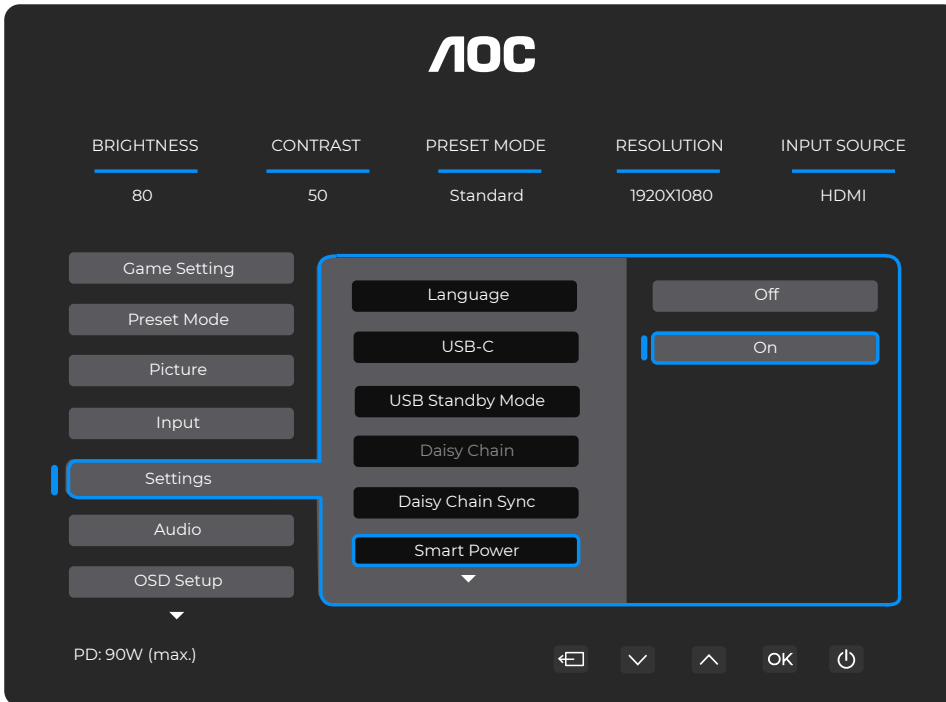 AOC
BRIGHTNESS CONTRAST PRESET MODE RESOLUTION INPUT SOURCE
80 50 Standard 1920X1080 HDMI
Game Setting
Preset Mode
Picture
Input
Settings
Audio
OSD Setup
Language
USB-C
USB Standby Mode
Daisy Chain
Daisy Chain Sync
Smart Power
Off
On
PD: 90W (max.)
OK